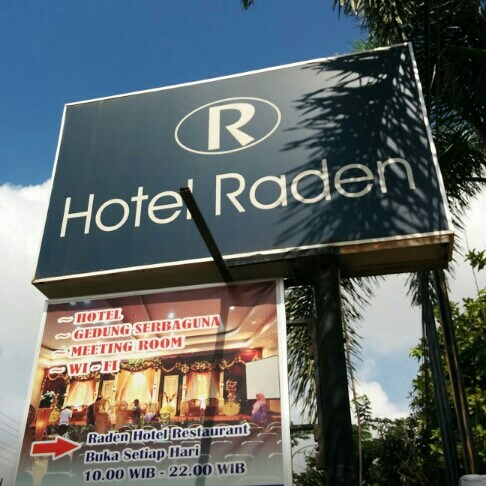 R
Hotel Raden
~ HOTEL
~ GEDUNG SERBAGUNA
~ MEETING ROOM
~ WI - FI
Raden Hotel Restaurant
Buka Setiap Hari
10.00 WIB - 22.00 WIB